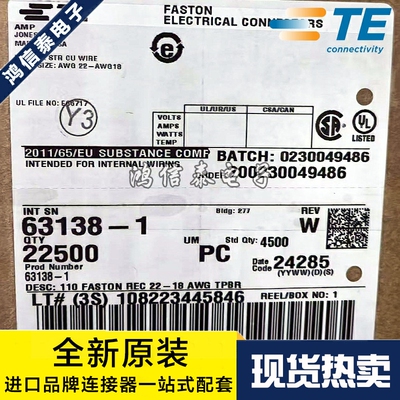 鸿信泰电子
FASTON
ELECTRICAL CONNECTORS
TE
connectivity
AMP
STR CU WIRE
SIZE: AWG 22-AWG18
UL FILE NO:
Y3
UL/UR/US
CSA/CAN
VOLTS
AMPS
WATTS
TEMP
SA
UL
LISTED
2011/65/EU SUBSTANCE COMP
INTENDED FOR INTERNAL WIRING
BATCH: 0230049486
ORDER: 200230049486
鸿信泰电子
INT SN
Bldg: 277
REV
63138-1
W
QTY
22500
UM
PC
Std Qty: 4500
Date Code
24285
(YYWW)(D)(S)
Prod Number
63138-1
DESC: 110 FASTON REC 22-18 AWG TPBR
LT# (3S) 108223445846
REEL/BOX NO: 1
全新原装
进口品牌连接器一站式配套
现货热卖